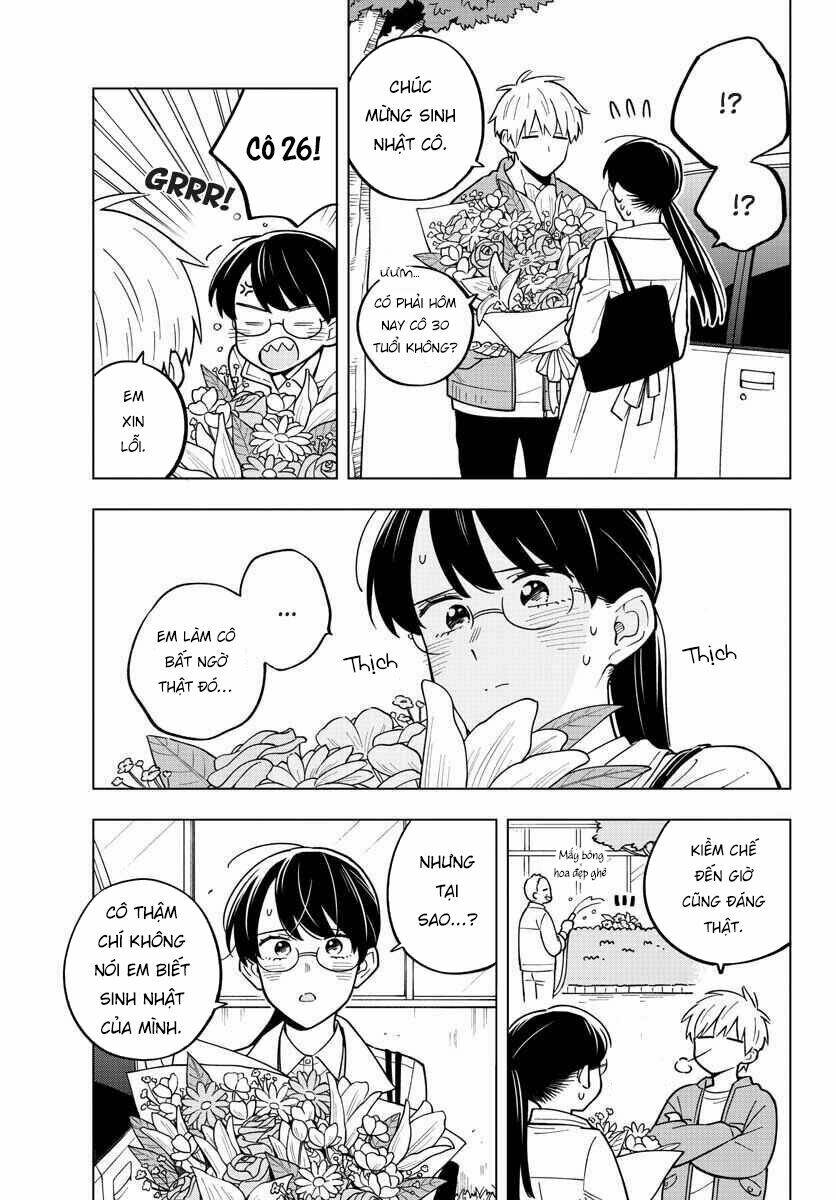 !?
!?
CHÚC
MỪNG SINH
NHẬT CÔ.
ƯƯM...
CÓ PHẢI HÔM
NAY CÔ 30
TUỔI KHÔNG?
CÔ 26!
GRRR!
EM
XIN
LỖI.
...
EM LÀM CÔ
BẤT NGỜ
THẬT ĐÓ...
Thịch
Thịch
KIỀM CHẾ
ĐẾN GIỜ
CŨNG ĐÁNG
THẬT.
Mấy bông
hoa đẹp ghê
NHƯNG
TẠI
SAO...?
CÔ THẬM
CHÍ KHÔNG
NÓI EM BIẾT
SINH NHẬT
CỦA MÌNH.